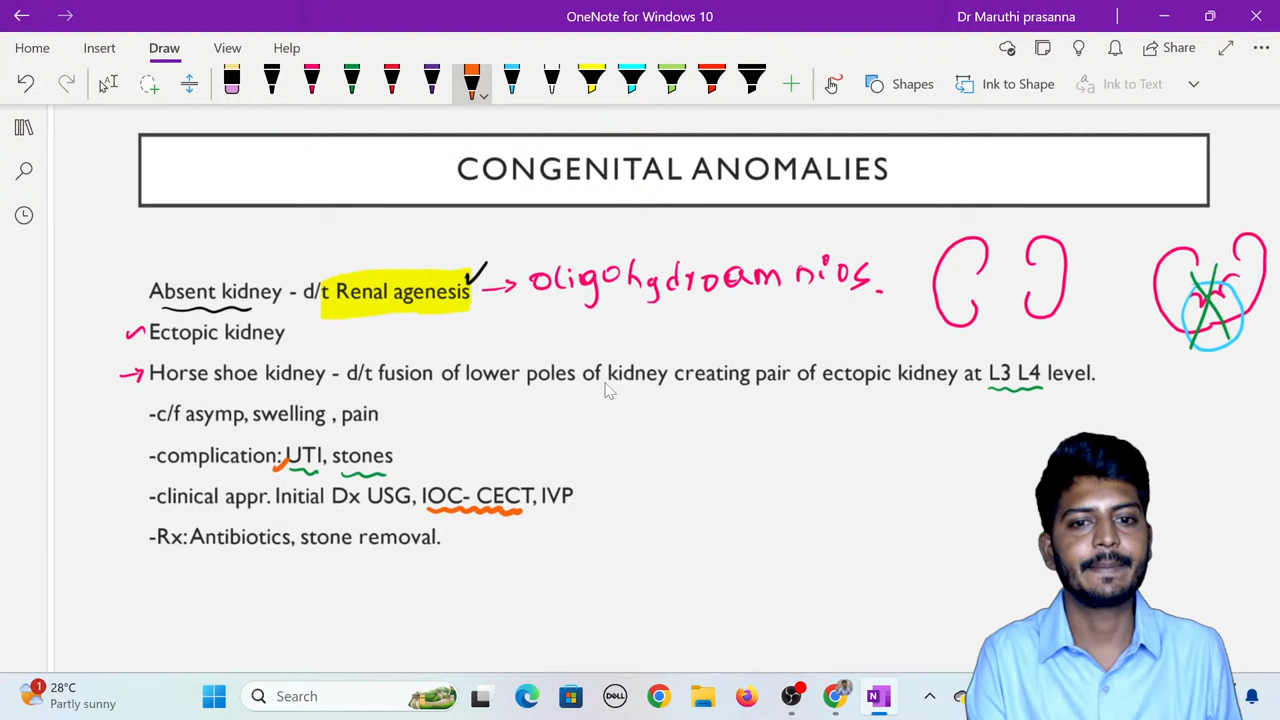 OneNote for Windows 10
Dr Maruthi prasanna
Home Insert Draw View Help
Share
Shapes Ink to Shape Ink to Text
CONGENITAL ANOMALIES
Absent kidney - d/t Renal agenesis → oligohydroamnios.
Ectopic kidney
Horse shoe kidney - d/t fusion of lower poles of kidney creating pair of ectopic kidney at L3 L4 level.
-c/f asymp, swelling , pain
-complication: UTI, stones
-clinical appr. Initial Dx USG, IOC- CECT, IVP
-Rx: Antibiotics, stone removal.
1
28°C
Partly sunny
Search
DELL